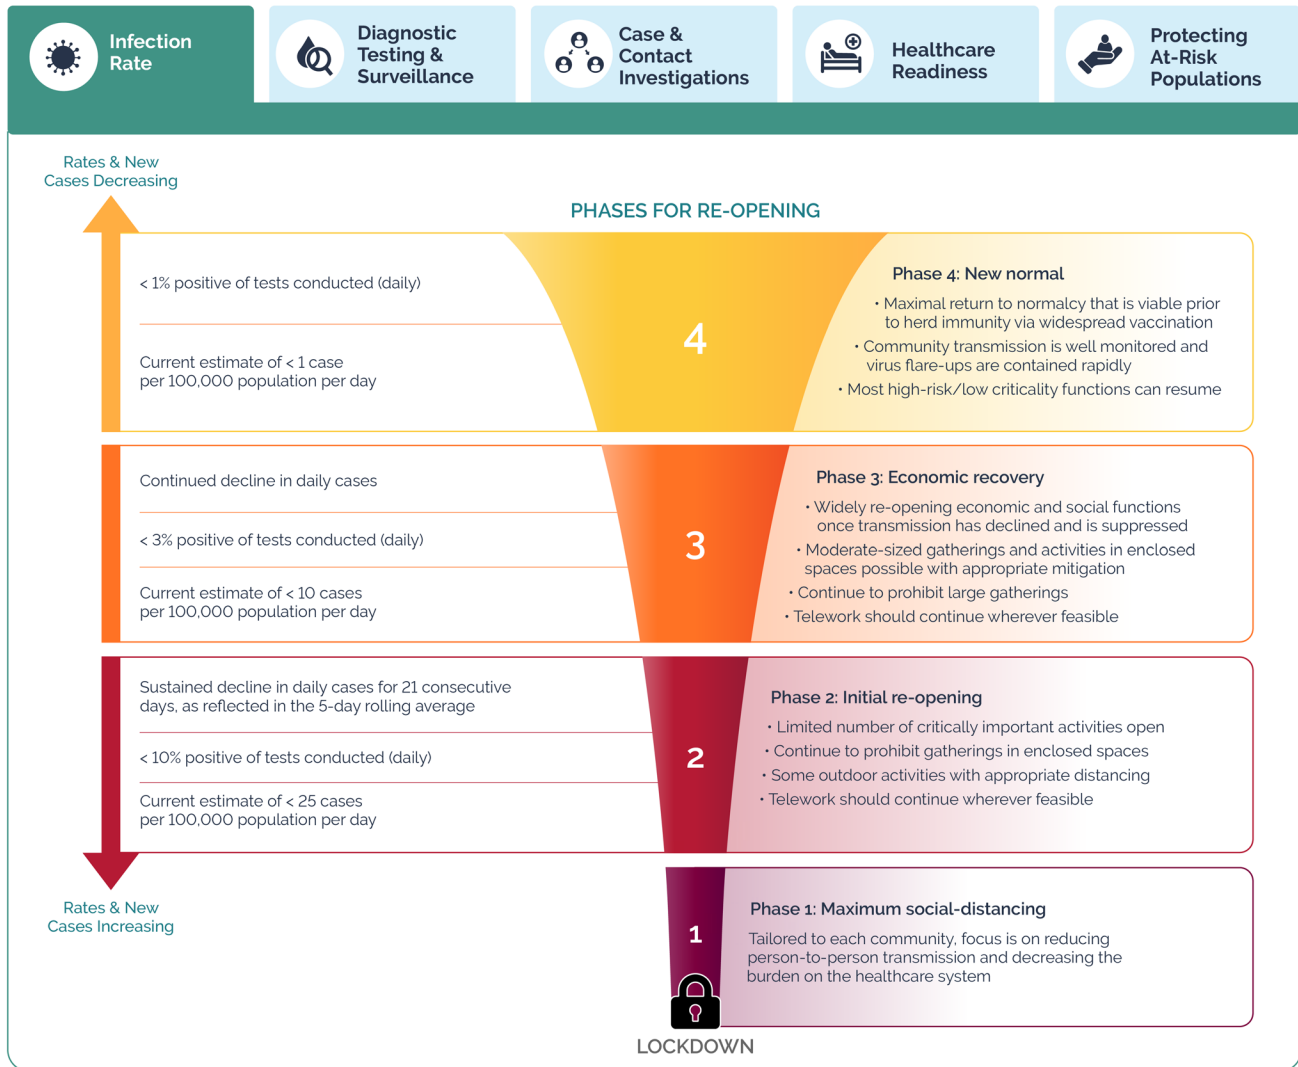 Infection
Rate
Diagnostic
Testing &
Surveillance
Case &
Contact
Investigations
Healthcare
Readiness
Protecting
At-Risk
Populations
Rates & New
Cases Decreasing
PHASES FOR RE-OPENING
< 1% positive of tests conducted (daily)
Current estimate of < 1 case
per 100,000 population per day
4
Phase 4: New normal
• Maximal return to normalcy that is viable prior
to herd immunity via widespread vaccination
• Community transmission is well monitored and
virus flare-ups are contained rapidly
• Most high-risk/low criticality functions can resume
Continued decline in daily cases
< 3% positive of tests conducted (daily)
Current estimate of < 10 cases
per 100,000 population per day
3
Phase 3: Economic recovery
• Widely re-opening economic and social functions
once transmission has declined and is suppressed
• Moderate-sized gatherings and activities in enclosed
spaces possible with appropriate mitigation
• Continue to prohibit large gatherings
• Telework should continue wherever feasible
Sustained decline in daily cases for 21 consecutive
days, as reflected in the 5-day rolling average
< 10% positive of tests conducted (daily)
Current estimate of < 25 cases
per 100,000 population per day
2
Phase 2: Initial re-opening
• Limited number of critically important activities open
• Continue to prohibit gatherings in enclosed spaces
• Some outdoor activities with appropriate distancing
• Telework should continue wherever feasible
Rates & New
Cases Increasing
1
Phase 1: Maximum social-distancing
Tailored to each community, focus is on reducing
person-to-person transmission and decreasing the
burden on the healthcare system
LOCKDOWN